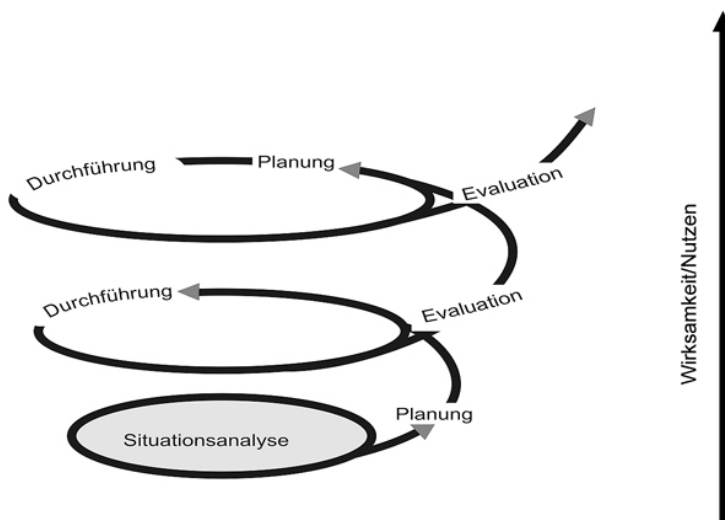 Durchführung
Planung
Evaluation
Durchführung
Evaluation
Planung
Situationsanalyse
Wirksamkeit/Nutzen